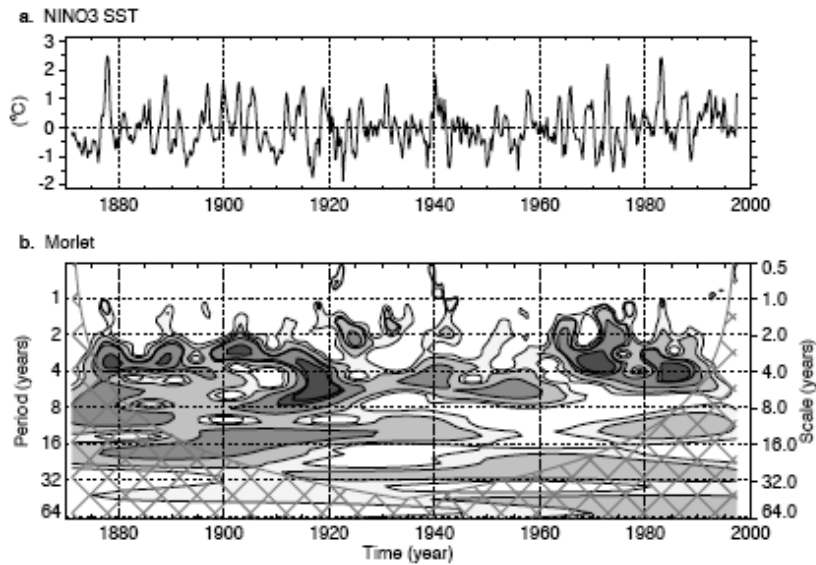 a. NINO3 SST
(°C)
3
2
1
0
-1
-2
1880 1900 1920 1940 1960 1980 2000
b. Morlet
Period (years)
1
2
4
8
16
32
64
0.5
1.0
2.0
4.0
8.0
16.0
32.0
64.0
Scale (years)
1880 1900 1920 1940 1960 1980 2000
Time (year)